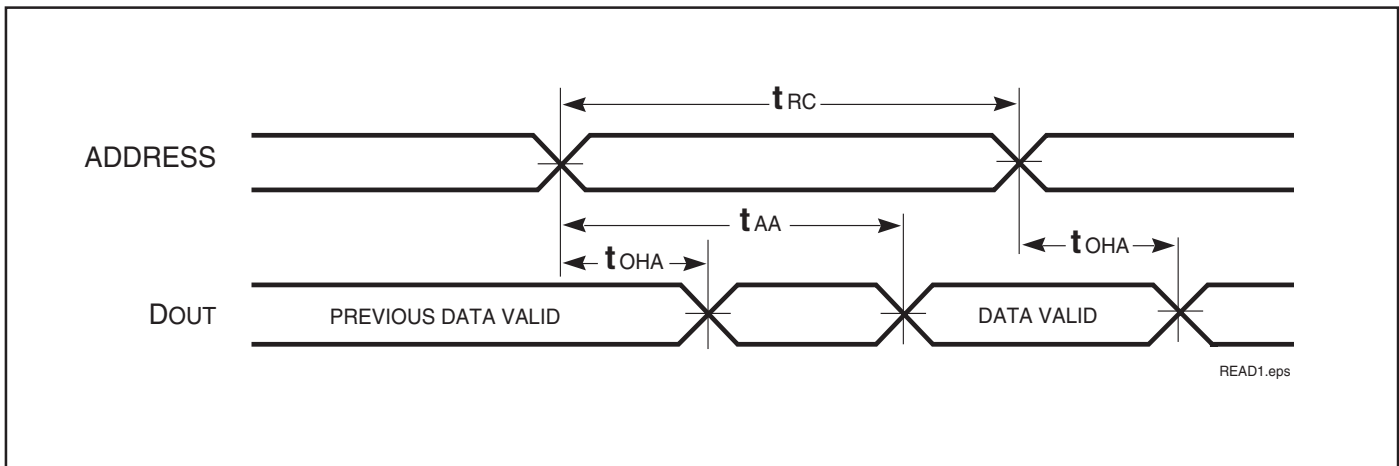 tRC
ADDRESS
tAA
tOHA
tOHA
DOUT
PREVIOUS DATA VALID
DATA VALID
READ1.eps